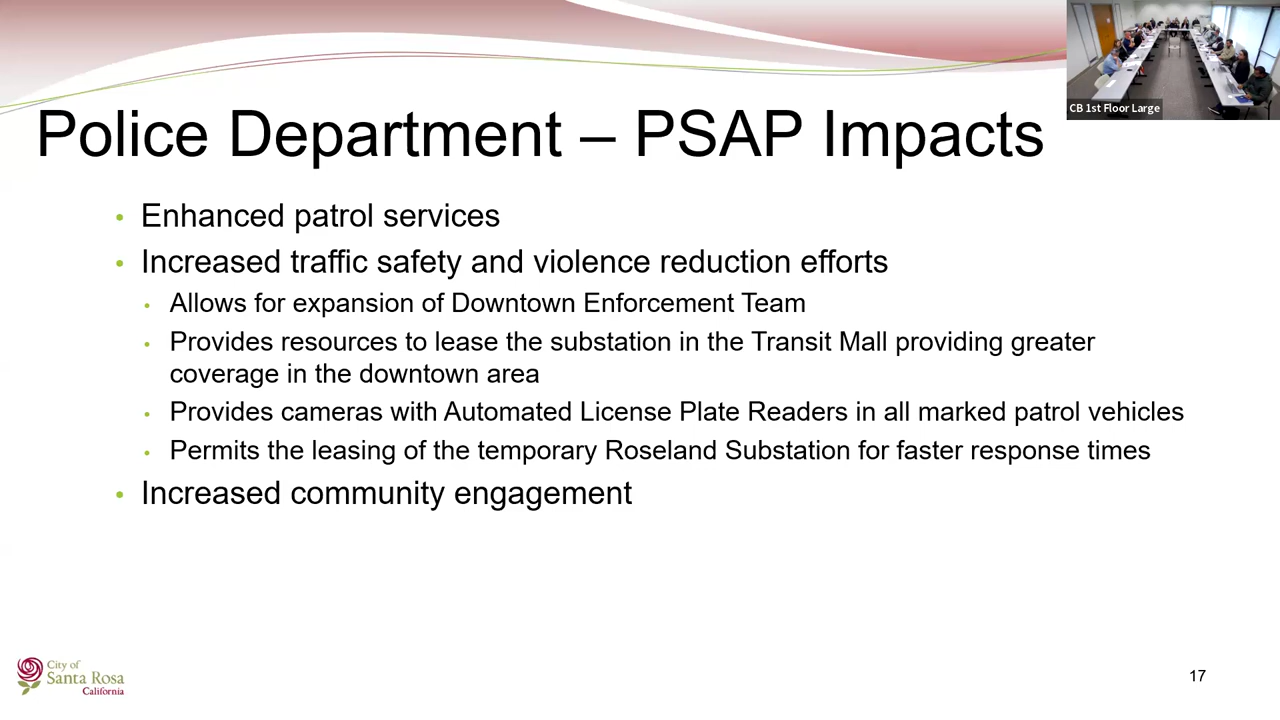 CB 1st Floor Large
Police Department – PSAP Impacts
• Enhanced patrol services
• Increased traffic safety and violence reduction efforts
• Allows for expansion of Downtown Enforcement Team
• Provides resources to lease the substation in the Transit Mall providing greater
coverage in the downtown area
• Provides cameras with Automated License Plate Readers in all marked patrol vehicles
• Permits the leasing of the temporary Roseland Substation for faster response times
• Increased community engagement
City of
Santa Rosa
California
17